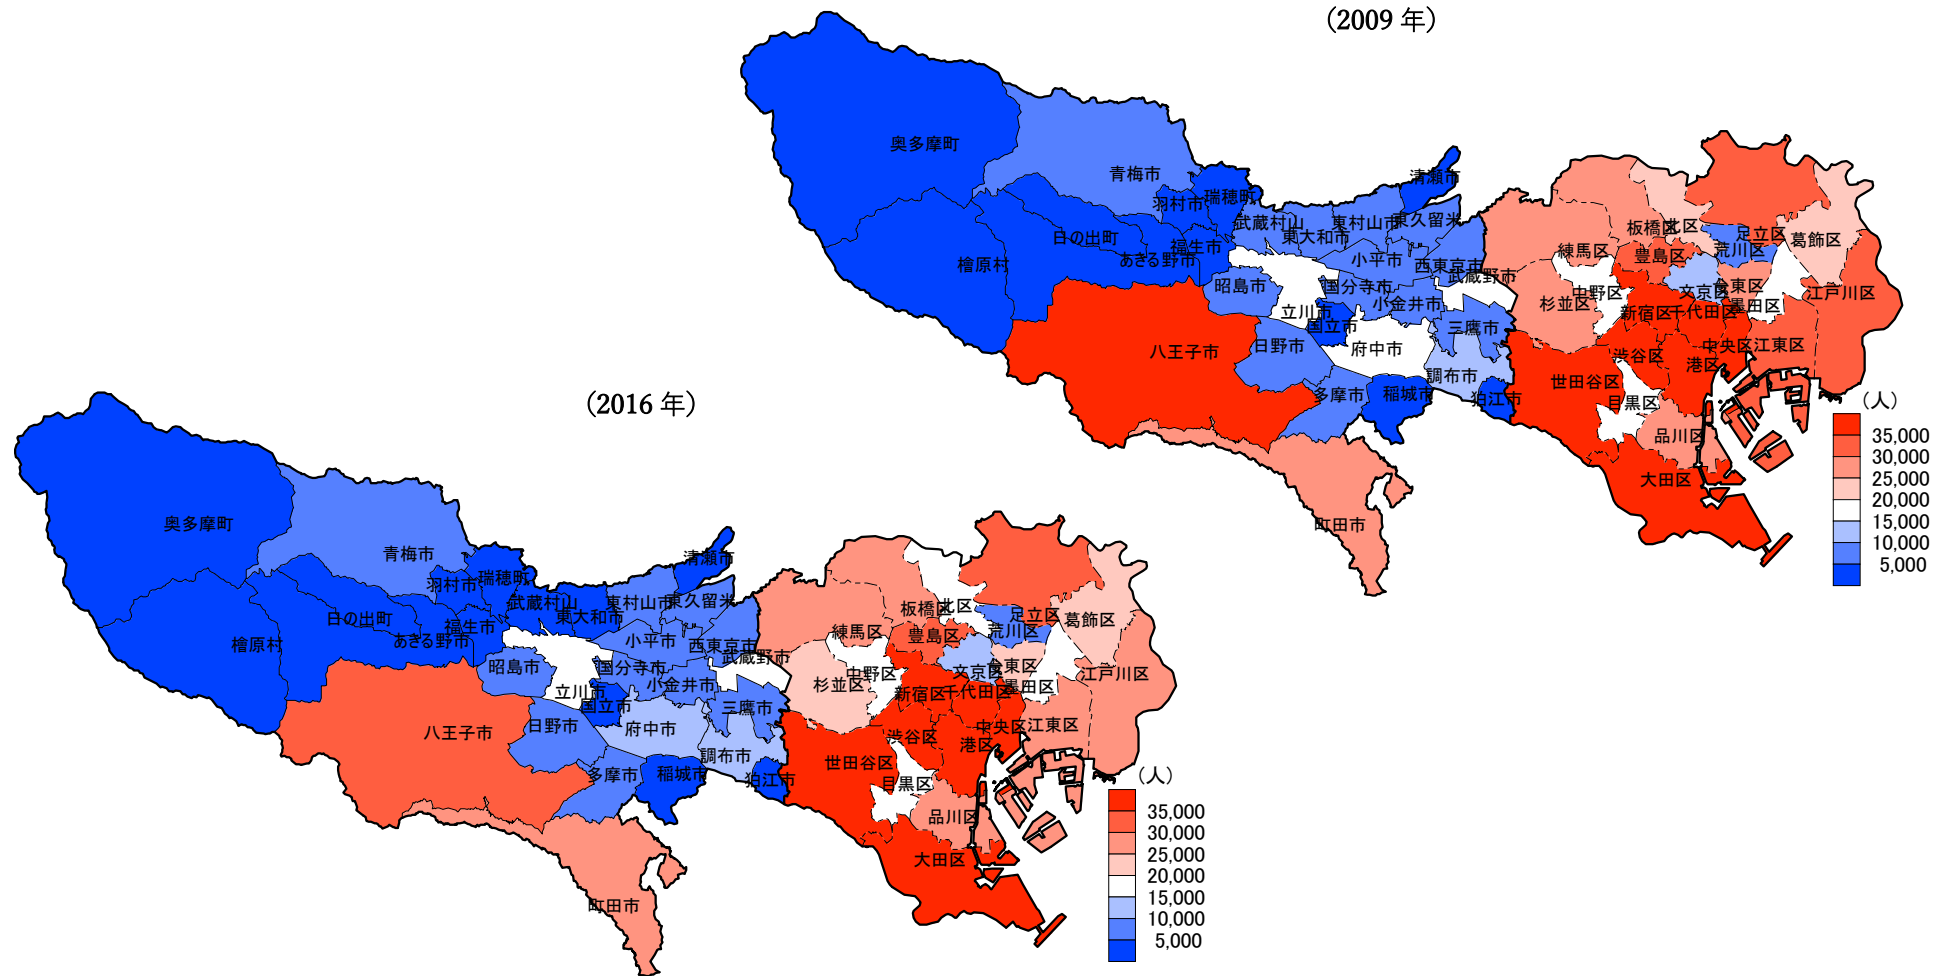 (2009 年)
奥多摩町
青梅市
清瀬市
羽村市
瑞穂町
武蔵村山
東村山市
東久留米
日の出町
福生市
東大和市
あきる野市
檜原村
小平市
西東京市
武蔵野市
昭島市
国分寺市
小金井市
立川市
国立市
三鷹市
八王子市
日野市
府中市
調布市
多摩市
稲城市
狛江市
町田市
板橋区
北区
足立区
葛飾区
荒川区
練馬区
豊島区
文京区
台東区
墨田区
江戸川区
中野区
杉並区
新宿区
千代田区
渋谷区
中央区
江東区
港区
世田谷区
目黒区
品川区
大田区
(人)
35,000
30,000
25,000
20,000
15,000
10,000
5,000
(2016 年)
奥多摩町
青梅市
清瀬市
羽村市
瑞穂町
武蔵村山
東村山市
東久留米
日の出町
福生市
東大和市
あきる野市
檜原村
小平市
西東京市
武蔵野市
昭島市
国分寺市
小金井市
立川市
国立市
三鷹市
八王子市
日野市
府中市
調布市
多摩市
稲城市
狛江市
町田市
板橋区
北区
足立区
葛飾区
荒川区
練馬区
豊島区
文京区
台東区
墨田区
江戸川区
中野区
杉並区
新宿区
千代田区
渋谷区
中央区
江東区
港区
世田谷区
目黒区
品川区
大田区
(人)
35,000
30,000
25,000
20,000
15,000
10,000
5,000